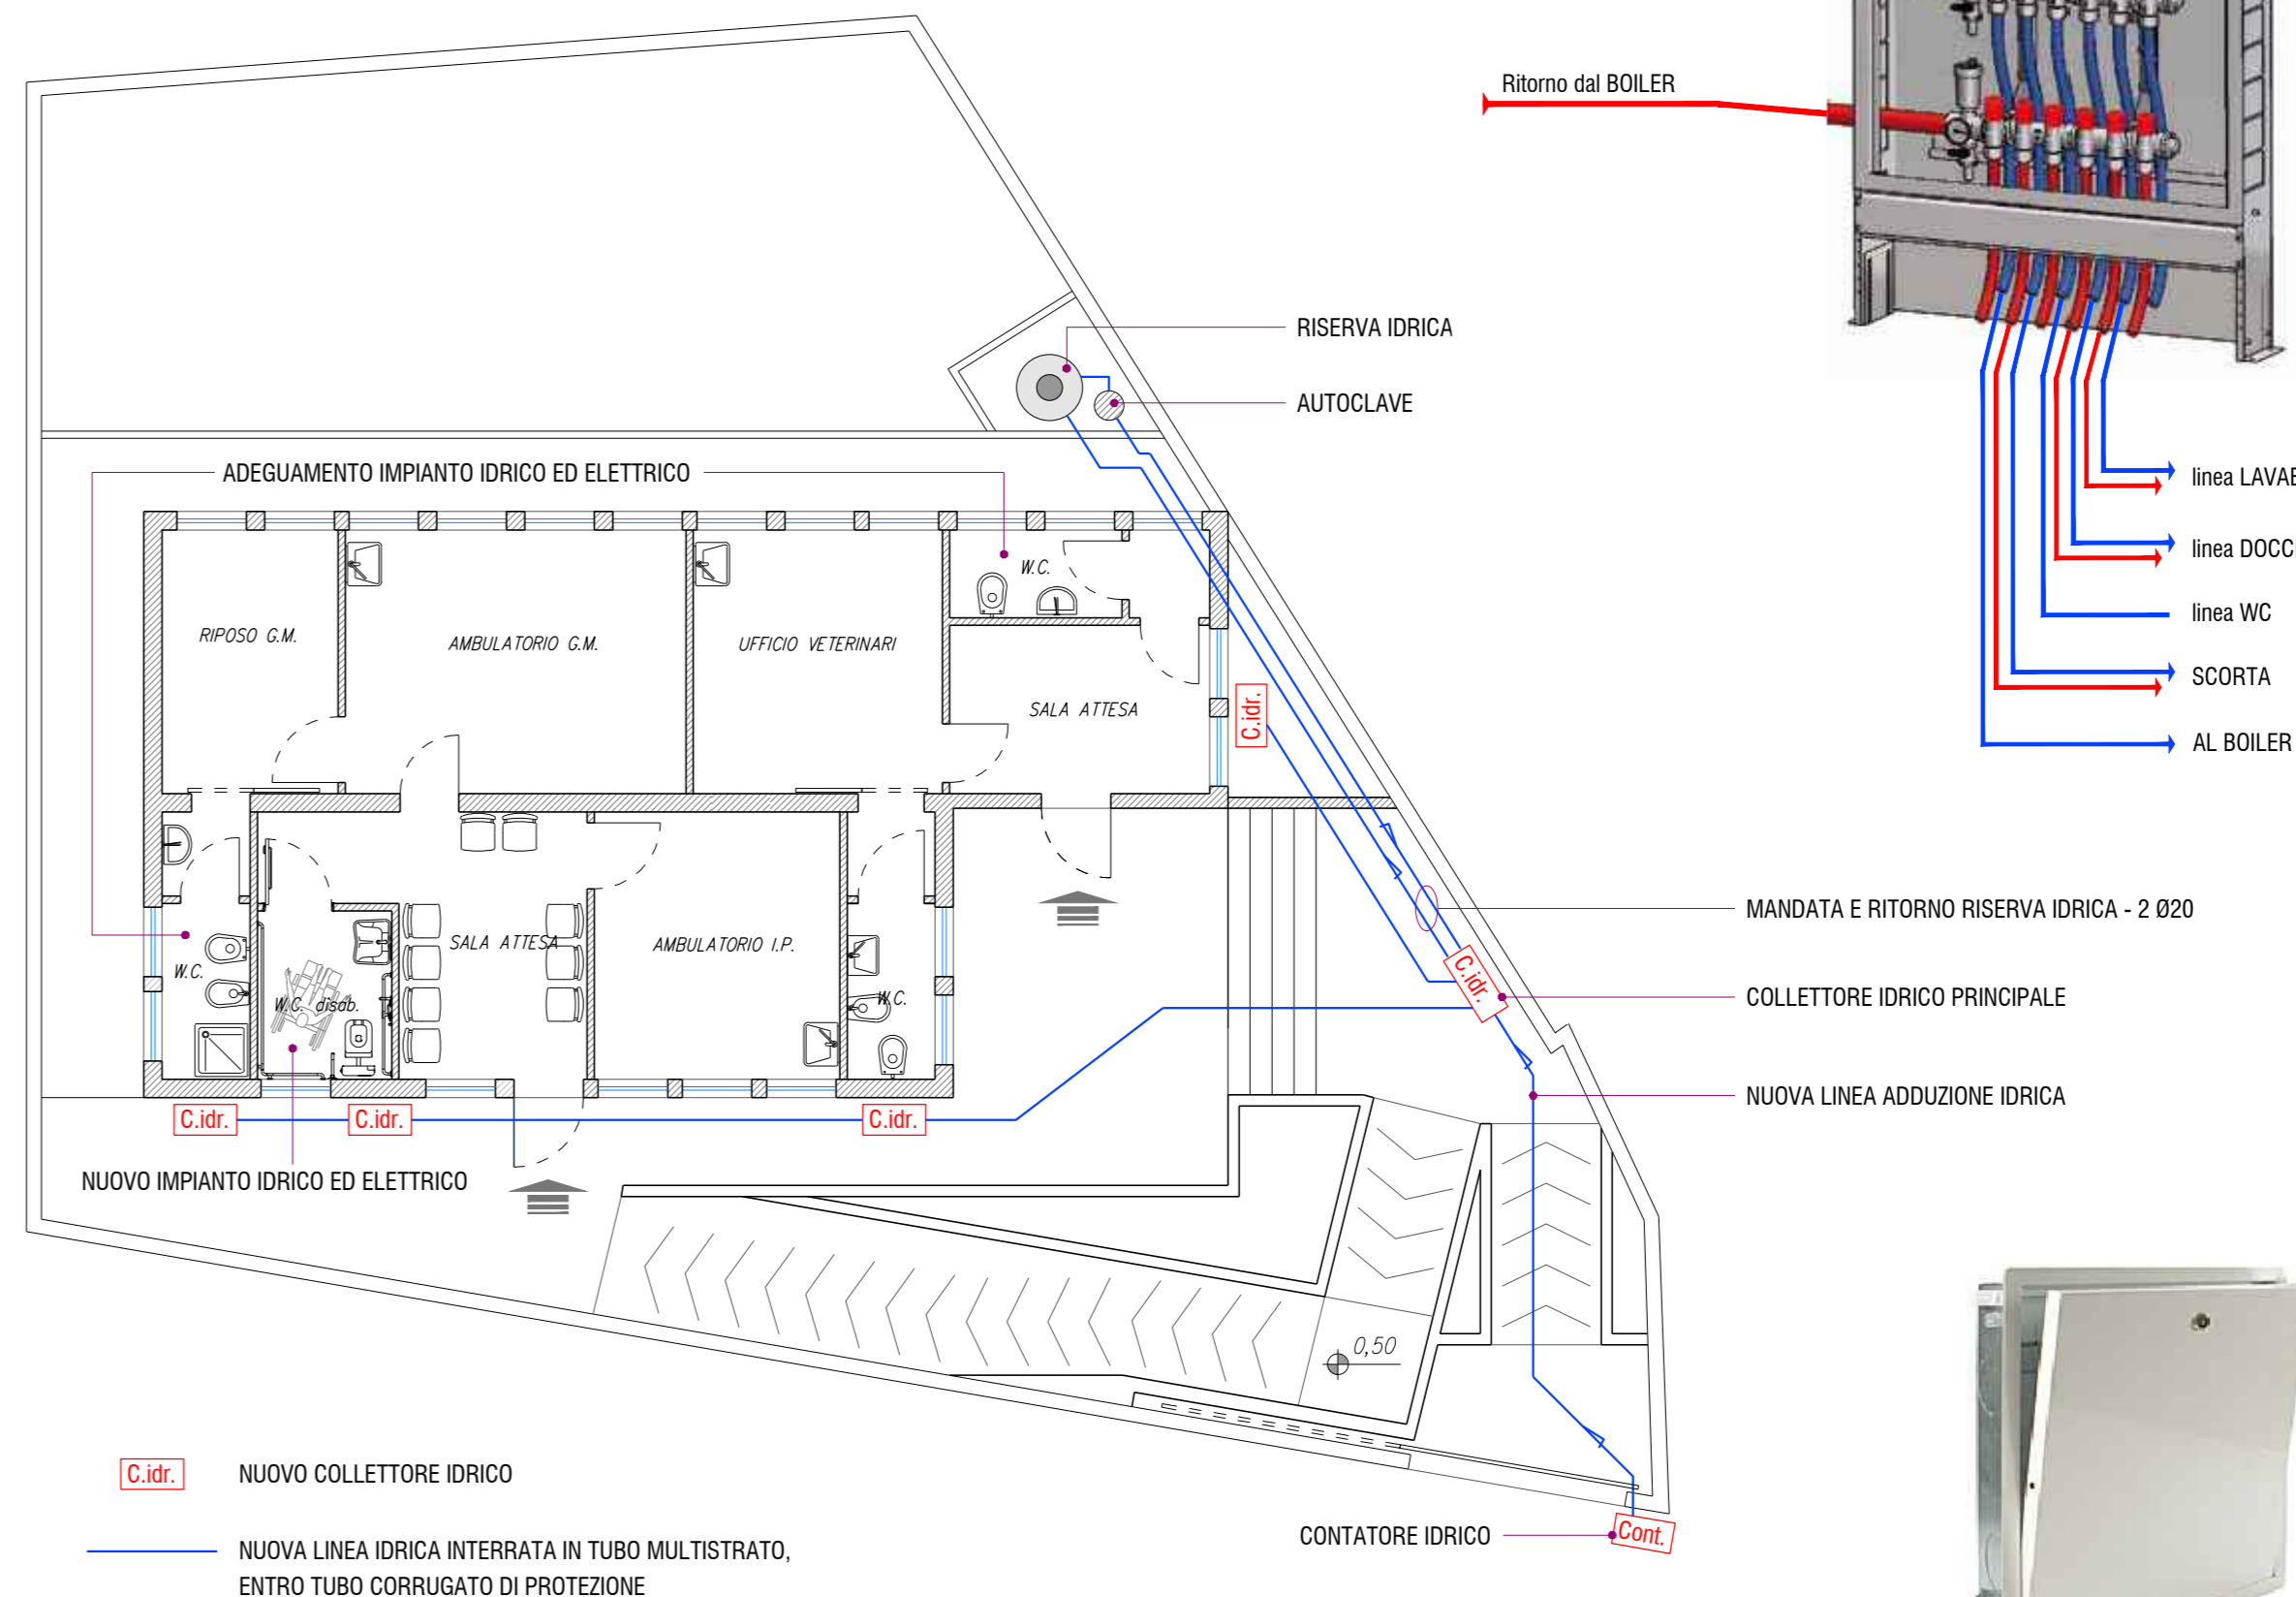 Ritorno dal BOILER
RISERVA IDRICA
AUTOCLAVE
ADEGUAMENTO IMPIANTO IDRICO ED ELETTRICO
linea
linea
linea WC
SCORTA
AL BOILER
W.C.
RIPOSO G.M.
AMBULATORIO G.M.
UFFICIO VETERINARI
SALA ATTESA
C.idr.
SALA ATTESA
AMBULATORIO I.P.
W.C.
W.C. disab.
W.C.
MANDATA E RITORNO RISERVA IDRICA - 2 Ø20
C.idr.
COLLETTORE IDRICO PRINCIPALE
NUOVA LINEA ADDUZIONE IDRICA
C.idr.
C.idr.
C.idr.
NUOVO IMPIANTO IDRICO ED ELETTRICO
0,50
C.idr.
NUOVO COLLETTORE IDRICO
NUOVA LINEA IDRICA INTERRATA IN TUBO MULTISTRATO,
ENTRO TUBO CORRUGATO DI PROTEZIONE
CONTATORE IDRICO
Cont.